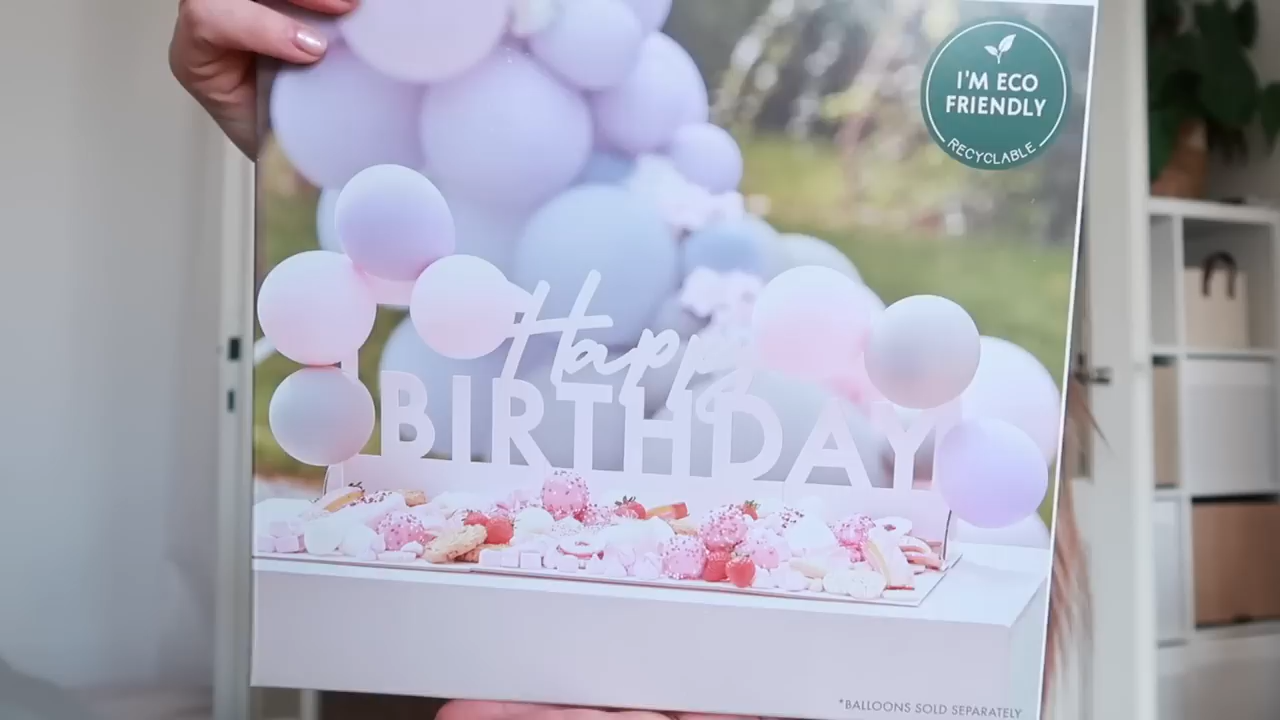 I'M ECO
FRIENDLY
RECYCLABLE
Happy
BIRTHDAY
*BALLOONS SOLD SEPARATELY